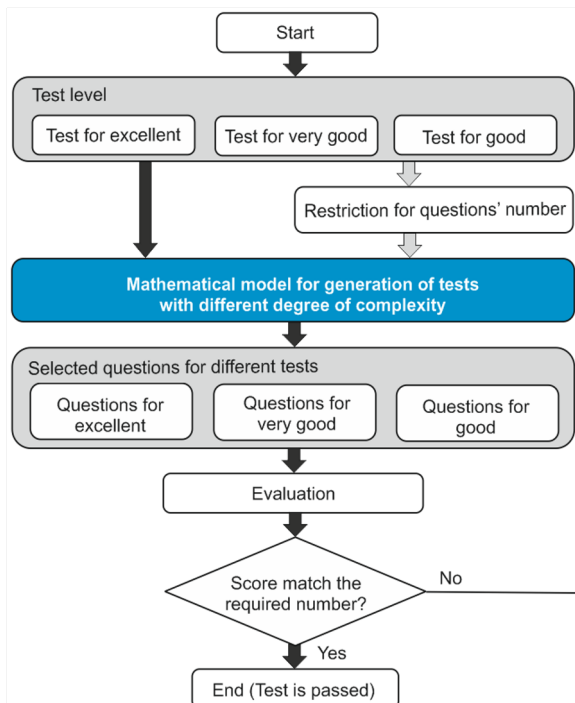 Start
Test level
Test for excellent
Test for very good
Test for good
Restriction for questions' number
Mathematical model for generation of tests
with different degree of complexity
Selected questions for different tests
Questions for
excellent
Questions for
very good
Questions for
good
Evaluation
Score match the
required number?
No
Yes
End (Test is passed)